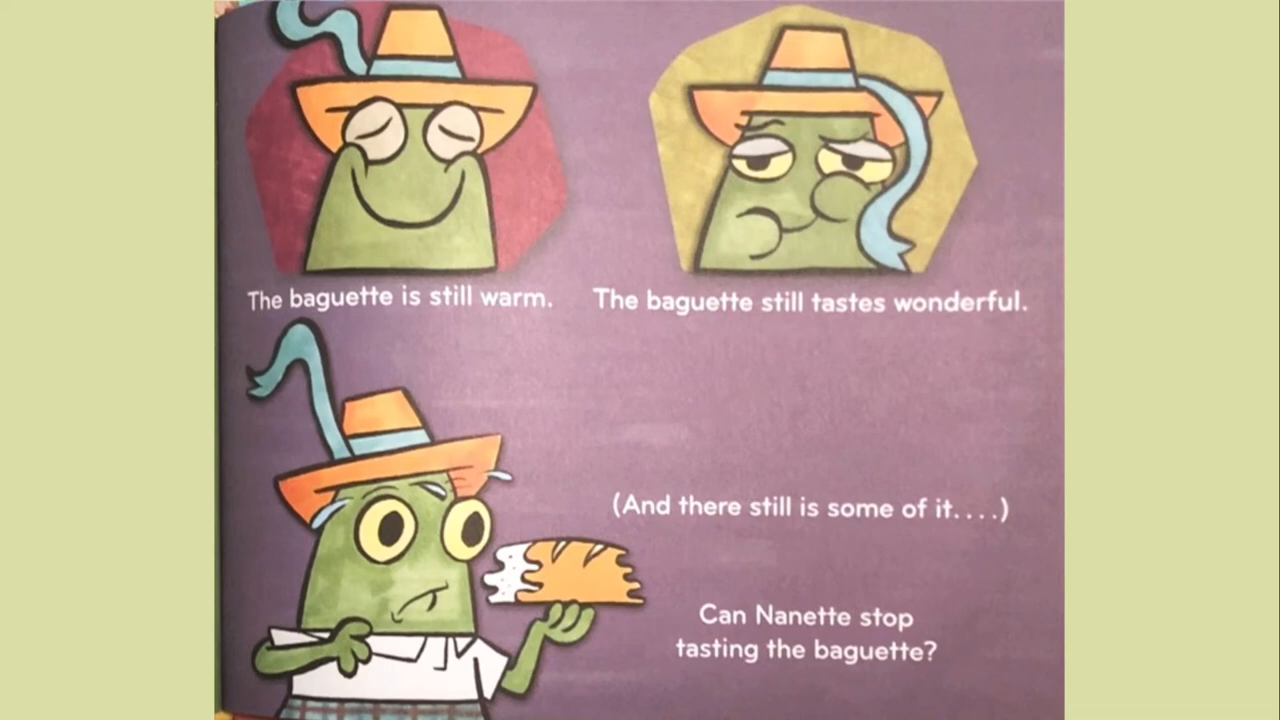 The baguette is still warm.
The baguette still tastes wonderful.
(And there still is some of it....)
Can Nanette stop
tasting the baguette?